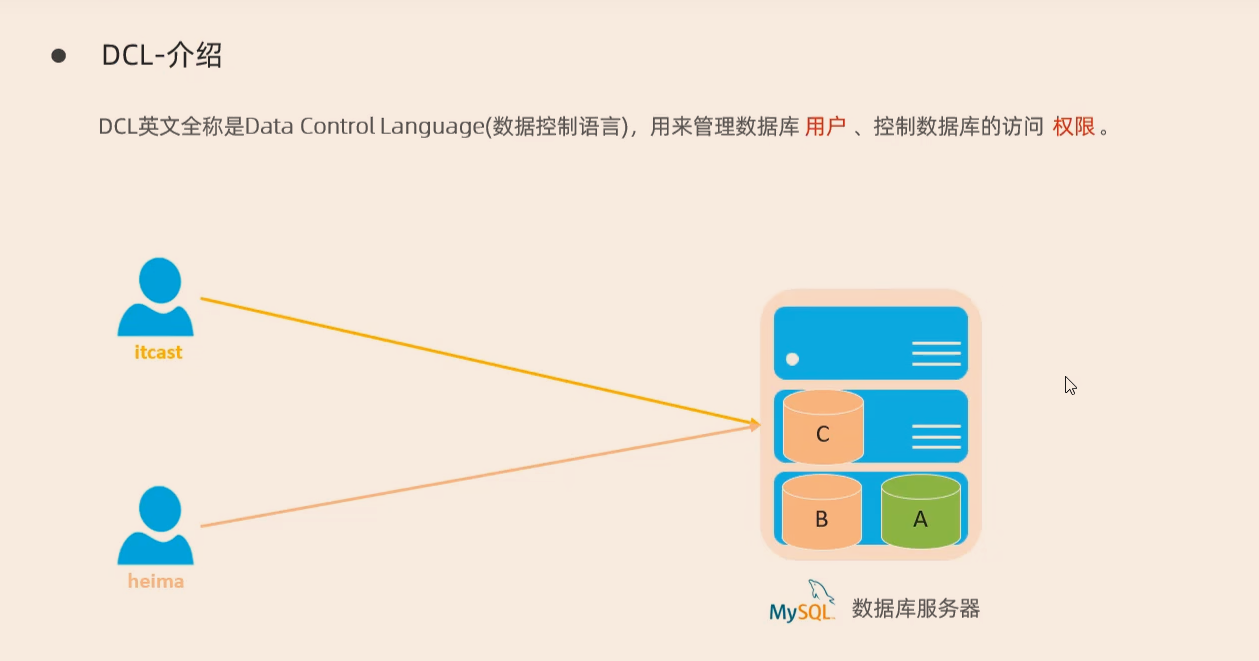 DCL-介绍
DCL英文全称是Data Control Language(数据控制语言)，用来管理数据库 用户 、控制数据库的访问 权限 。
itcast
C
B A
heima
MySQL 数据库服务器